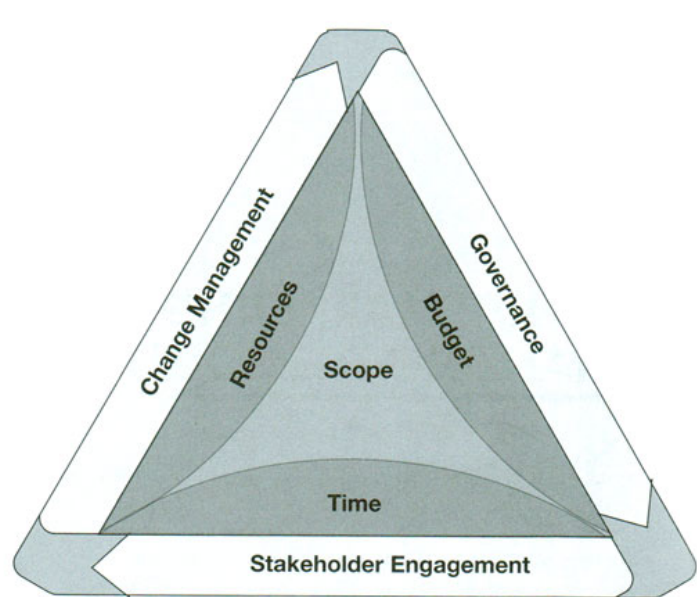 Change Management
Governance
Resources
Budget
Scope
Time
Stakeholder Engagement